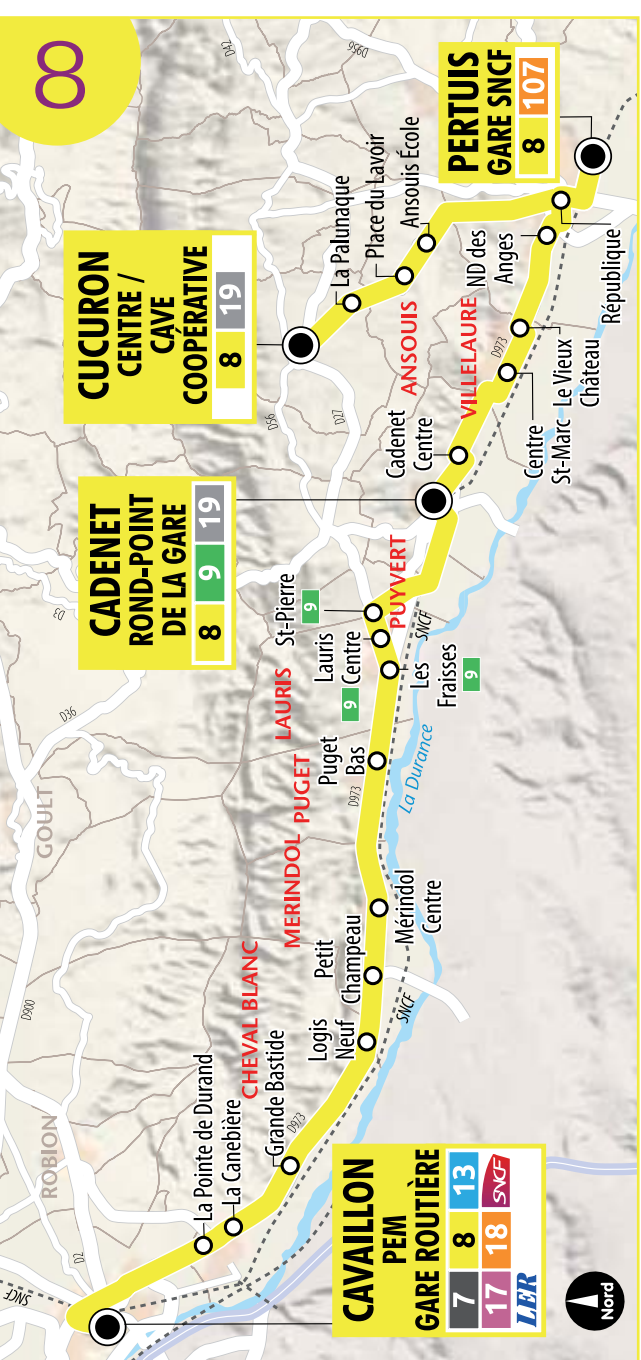 8
CUCURON
CENTRE /
CAVE
COOPÉRATIVE
8 19
PERTUIS
GARE SNCF
8 107
CADENET
ROND-POINT
DE LA GARE
8 9 19
CAVAILLON
PEM
GARE ROUTIÈRE
7 8 13
17 18 SNCF
LER
La Pointe de Durand
La Canebière
Grande Bastide
Logis
Neuf
Petit
Champeau
Mérindol
Centre
Puget
Bas
Les
Fraisses
9
Lauris
Centre
9
St-Pierre
9
Cadenet
Centre
Centre
St-Marc
Le Vieux
Château
ND des
Anges
République
Ansouis École
Place du Lavoir
La Palunaque
CHEVAL BLANC
MERINDOL
PUGET
LAURIS
PUYVERT
VILLELAURE
ANSOUIS
ROBION
GOULT
La Durance
SNCF
SNCF
SNCF
D2
D900
D36
D3
D56
D27
D42
D956
D973
D973
D973
Nord